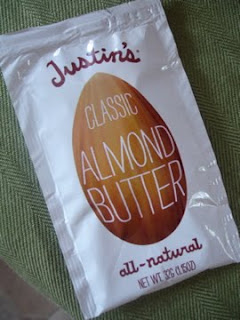 Justin's
CLASSIC
ALMOND
BUTTER
all-natural
NET WT. 32G (1.15OZ)